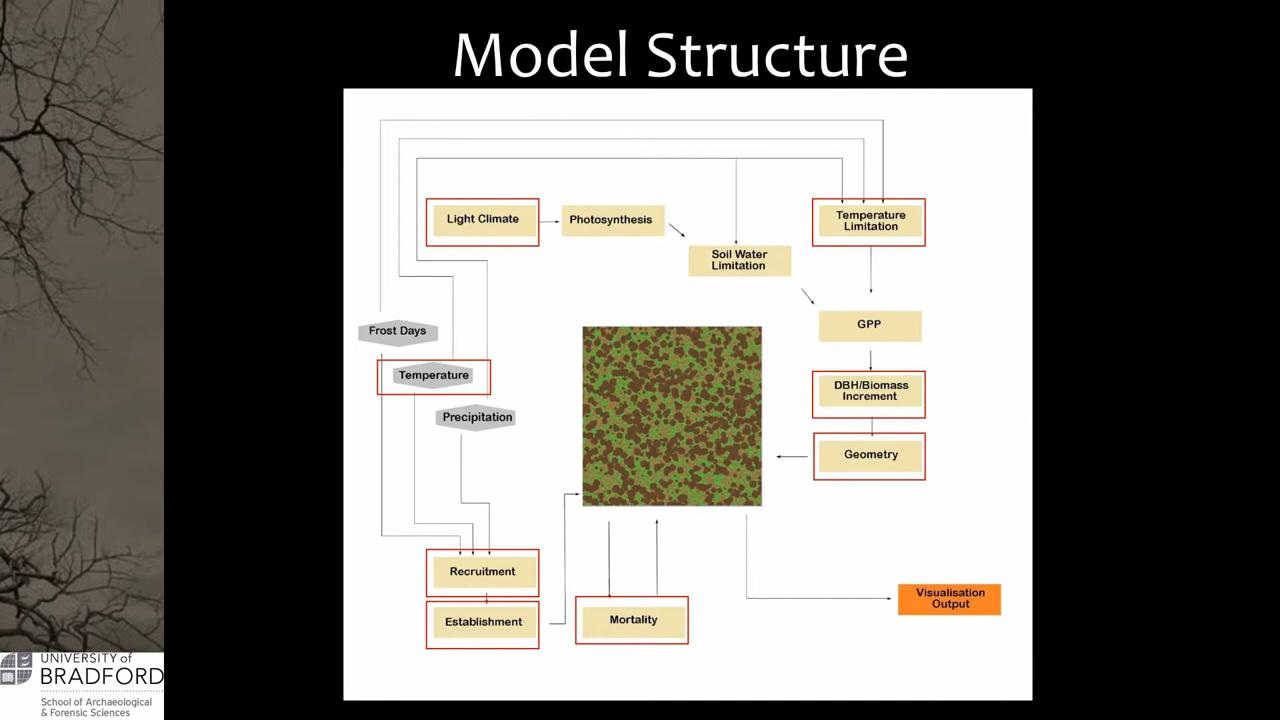 Model Structure
Light Climate
Photosynthesis
Temperature
Limitation
Soil Water
Limitation
Frost Days
GPP
Temperature
DBH/Biomass
Increment
Precipitation
Geometry
Recruitment
Establishment
Mortality
Visualisation
Output
UNIVERSITY of
BRADFORD
School of Archaeological
& Forensic Sciences